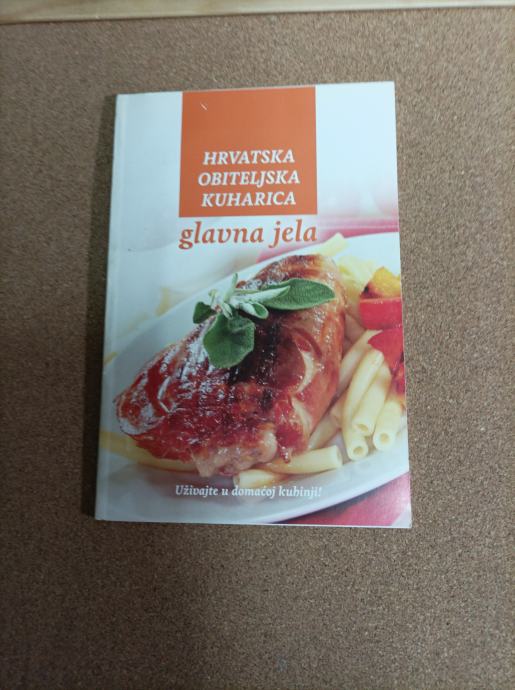 HRVATSKA
OBITELJSKA
KUHARICA
glavna jela
Uživajte u domaćoj kuhinji!